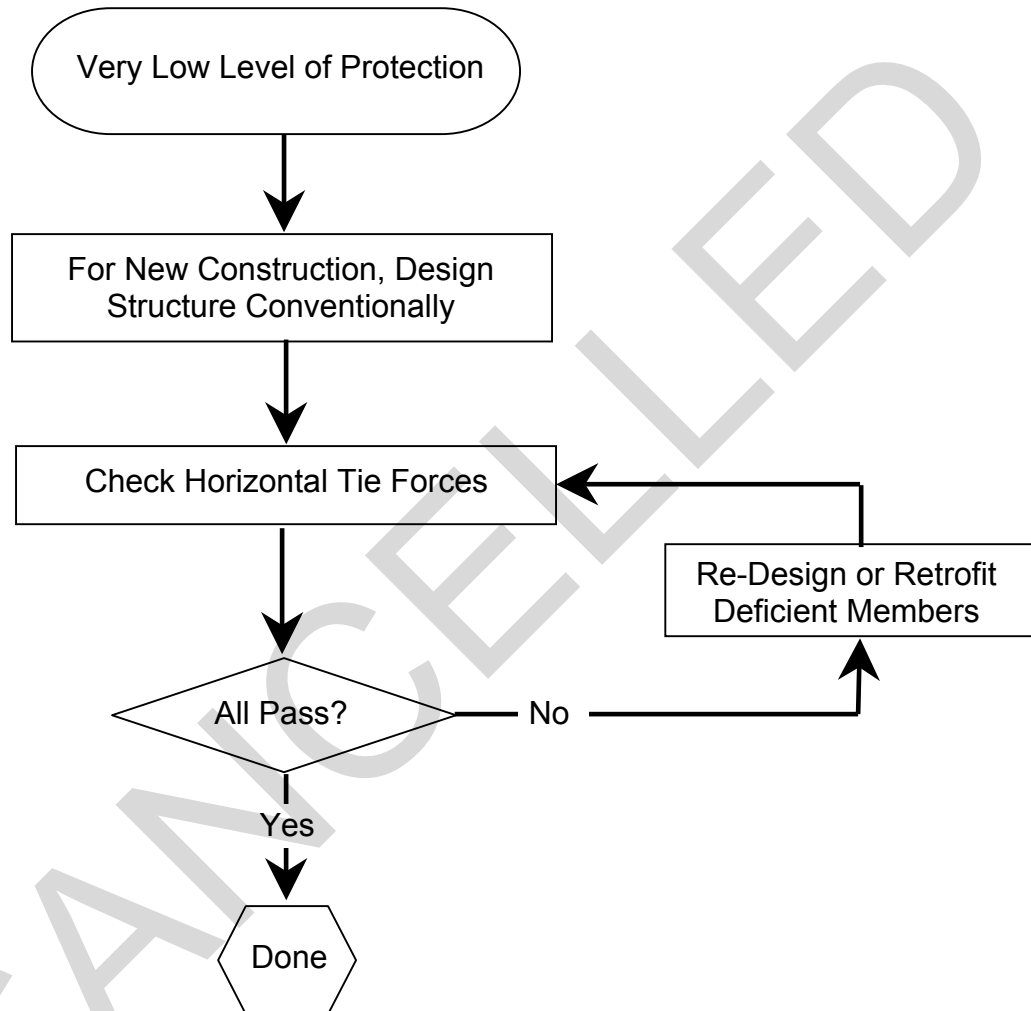 Very Low Level of Protection
For New Construction, Design
Structure Conventionally
Check Horizontal Tie Forces
Re-Design or Retrofit
Deficient Members
All Pass?
No
Yes
Done
CANCELLED